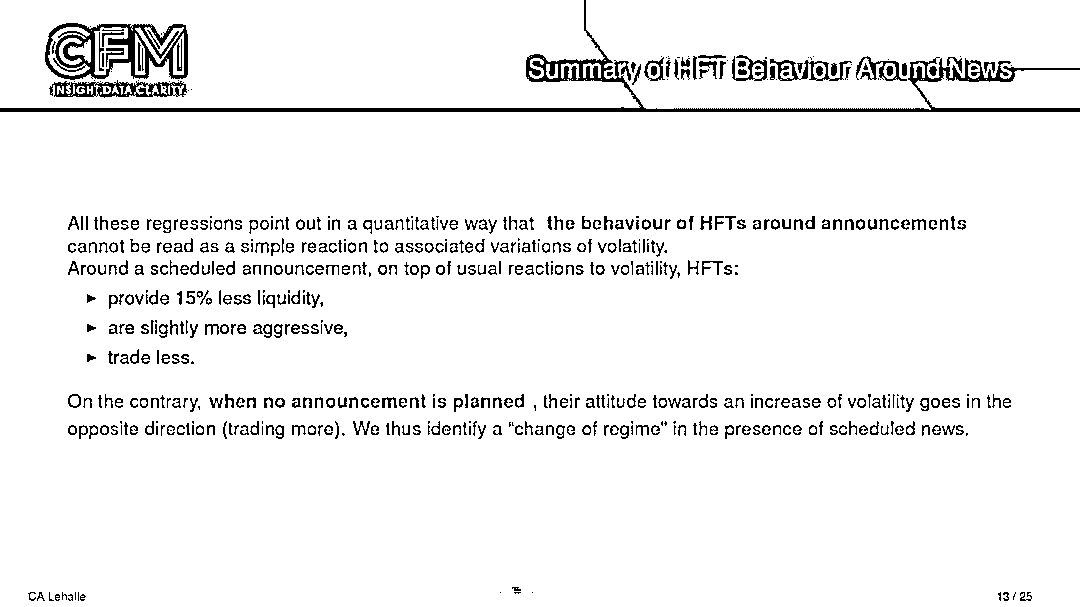 CFM
INSIGHT DATA CLARITY
Summary of HFT Behaviour Around News
All these regressions point out in a quantitative way that the behaviour of HFTs around announcements
cannot be read as a simple reaction to associated variations of volatility.
Around a scheduled announcement, on top of usual reactions to volatility, HFTs:
► provide 15% less liquidity,
► are slightly more aggressive,
► trade less.
On the contrary, when no announcement is planned , their attitude towards an increase of volatility goes in the
opposite direction (trading more). We thus identify a “change of regime” in the presence of scheduled news.
CA Lehalle
13 / 25